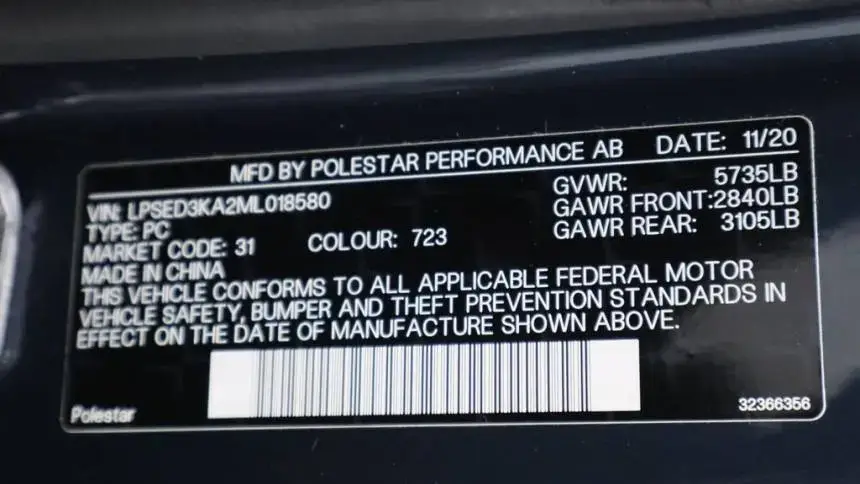 MFD BY POLESTAR PERFORMANCE AB DATE: 11/20
VIN: LPSED3KA2ML018580 GVWR: 5735LB
TYPE: PC GAWR FRONT:2840LB
MARKET CODE: 31 COLOUR: 723 GAWR REAR: 3105LB
MADE IN CHINA
THIS VEHICLE CONFORMS TO ALL APPLICABLE FEDERAL MOTOR
VEHICLE SAFETY, BUMPER AND THEFT PREVENTION STANDARDS IN
EFFECT ON THE DATE OF MANUFACTURE SHOWN ABOVE.
Polestar 32366356